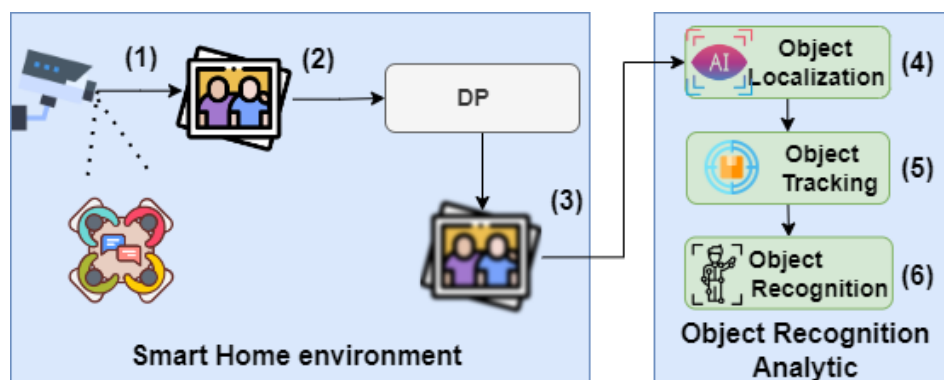 (1)
(2)
DP
(3)
Smart Home environment
AI
Object
Localization
(4)
Object
Tracking
(5)
Object
Recognition
(6)
Object Recognition
Analytic